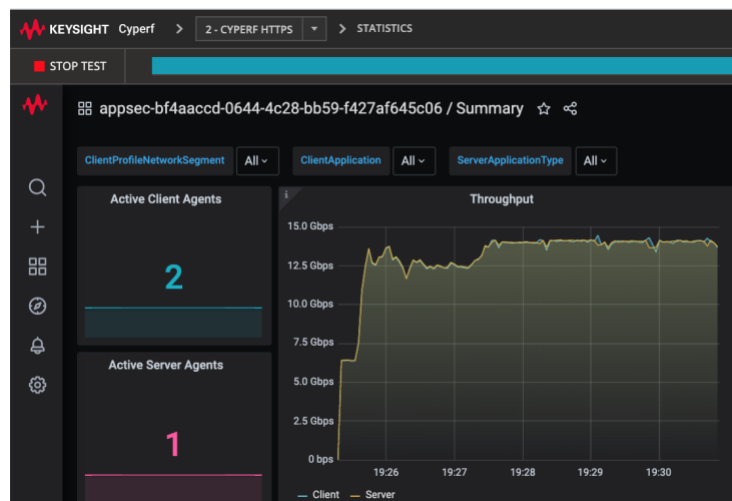 KEYSIGHT Cyperf > 2 - CYPERF HTTPS > STATISTICS
STOP TEST
appsec-bf4aaccd-0644-4c28-bb59-f427af645c06 / Summary
ClientProfileNetworkSegment All ClientApplication All ServerApplicationType All
Active Client Agents
2
Active Server Agents
1
i
Throughput
15.0 Gbps
12.5 Gbps
10.0 Gbps
7.5 Gbps
5.0 Gbps
2.5 Gbps
0 bps
19:26 19:27 19:28 19:29 19:30
Client Server